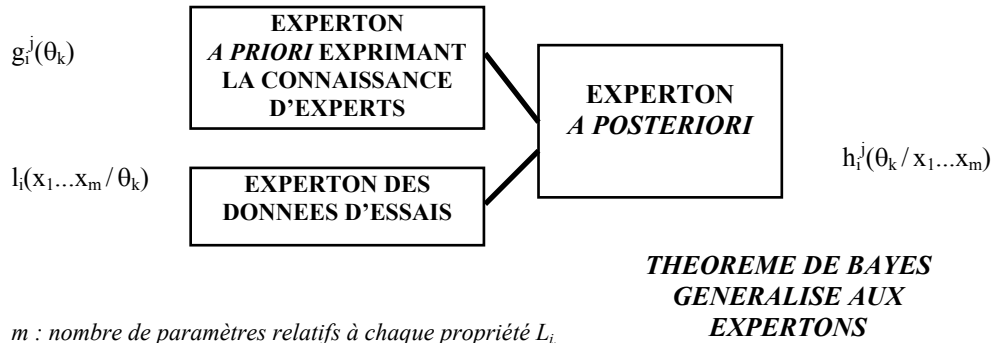 g_i^j(θ_k)
EXPERTON
A PRIORI EXPRIMANT
LA CONNAISSANCE
D'EXPERTS
l_i(x_1...x_m / θ_k)
EXPERTON DES
DONNEES D'ESSAIS
EXPERTON
A POSTERIORI
h_i^j(θ_k / x_1...x_m)
THEOREME DE BAYES
GENERALISE AUX
EXPERTONS
m : nombre de paramètres relatifs à chaque propriété L_i.